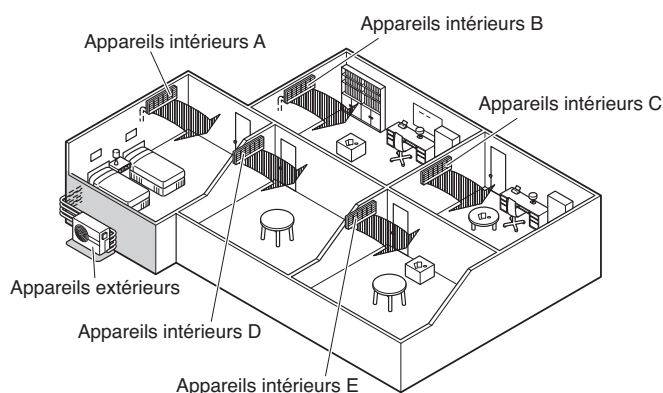 Appareils intérieurs A
Appareils intérieurs B
Appareils intérieurs C
Appareils extérieurs
Appareils intérieurs D
Appareils intérieurs E